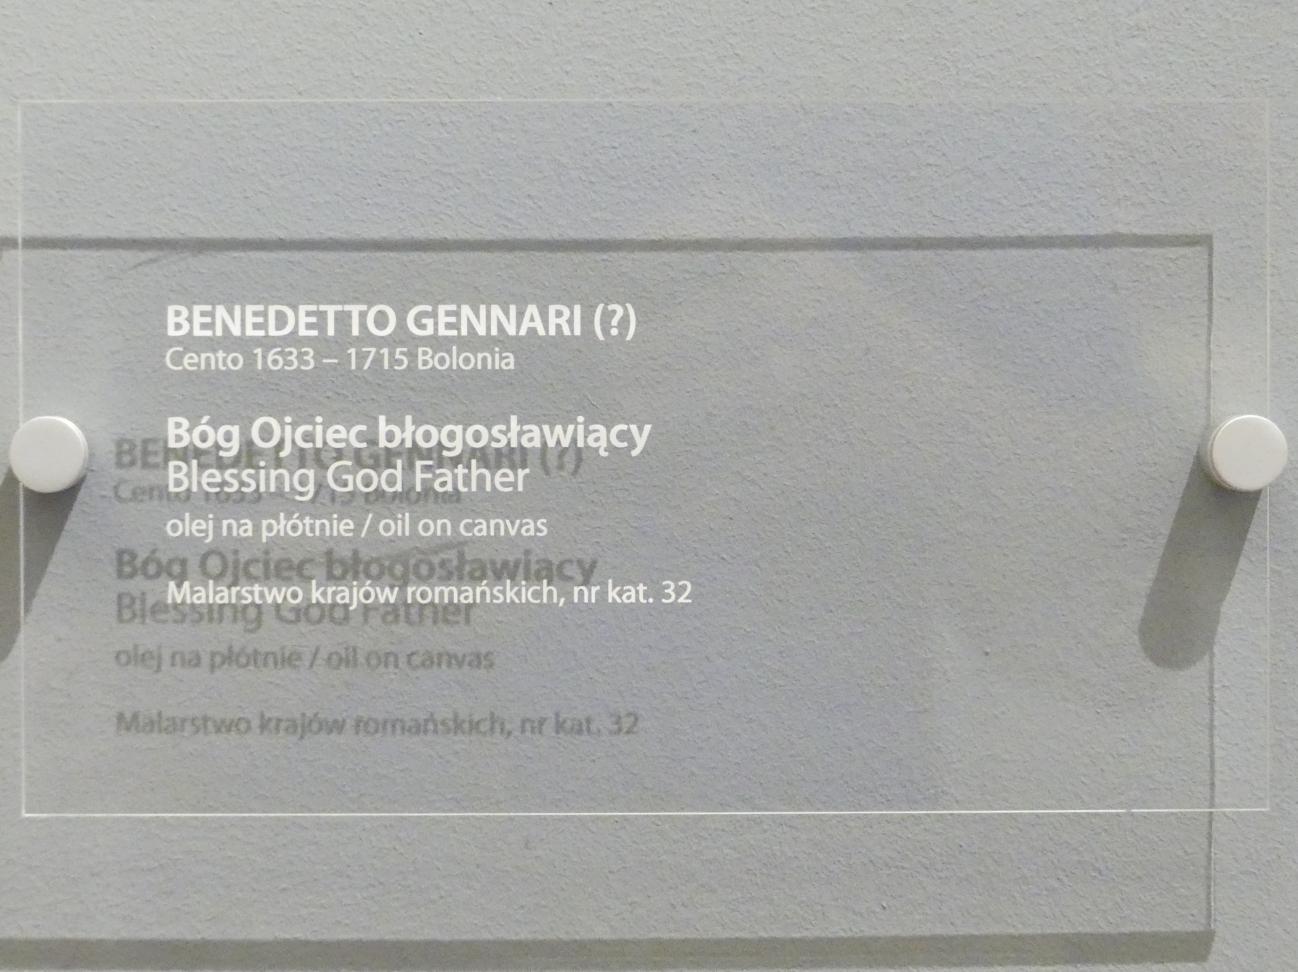 BENEDETTO GENNARI (?)
Cento 1633 – 1715 Bolonia
Bóg Ojciec błogosławiący
Blessing God Father
olej na płótnie / oil on canvas
Malarstwo krajów romańskich, nr kat. 32